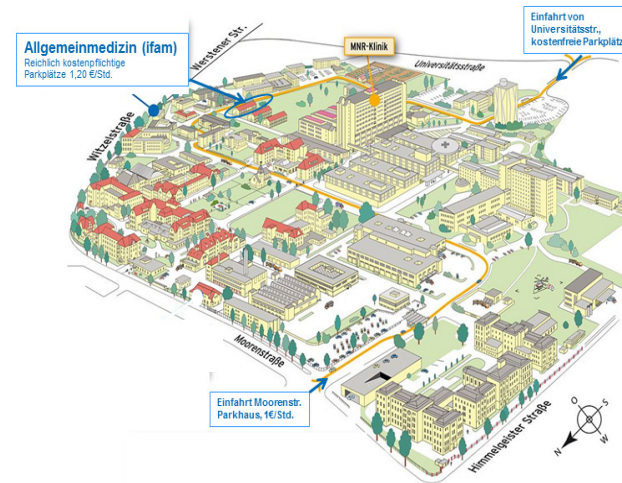 Einfahrt von
Universitätsstr.,
kostenfreie Parkplätz
Werstener Str.
Allgemeinmedizin (ifam)
Reichlich kostenpflichtige
Parkplätze 1,20 €/Std.
MNR-Klinik
Universitätsstraße
Witzelstraße
Moorenstraße
Einfahrt Moorenstr.
Parkhaus, 1€/Std.
Himmelgeister Straße
O
S
N
W